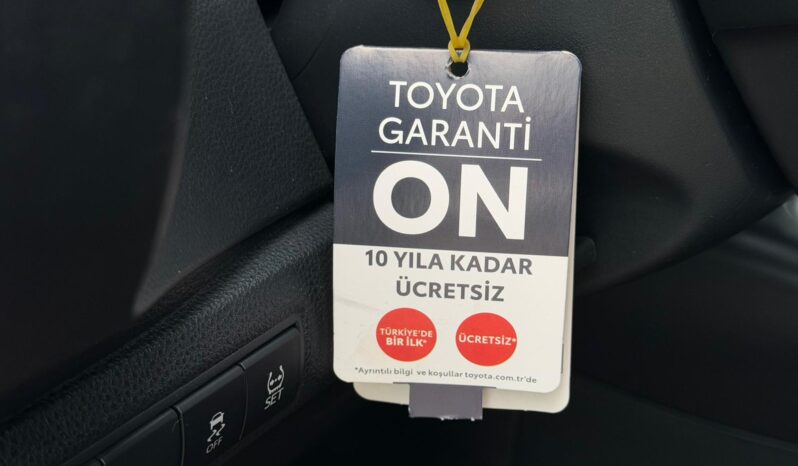 TOYOTA
GARANTİ
ON
10 YILA KADAR
ÜCRETSİZ
TÜRKİYE'DE
BİR İLK*
ÜCRETSİZ*
*Ayrıntılı bilgi ve koşullar toyota.com.tr'de
SET
OFF